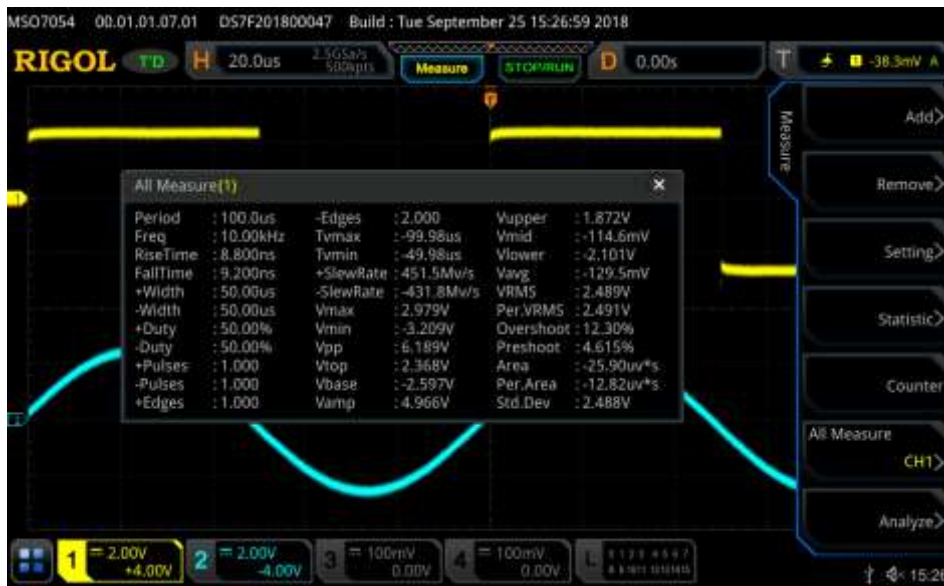 MSO7054 00.01.01.07.01 DS7F201800047 Build : Tue September 25 15:26:59 2018
RIGOL T'D H 20.0us 2.5GSa/s 500kpts Measure STOP/RUN D 0.00s T 1 -38.3mV A
Measure
Add
Remove
Setting
Statistic
Counter
All Measure
CH1
Analyze
All Measure(1) ×
Period : 100.0us -Edges : 2.000 Vupper : 1.872V
Freq : 10.00kHz Tvmax : -99.98us Vmid : -114.6mV
RiseTime : 8.800ns Tvmin : -49.98us Vlower : -2.101V
FallTime : 9.200ns +SlewRate : 451.5Mv/s Vavg : -129.5mV
+Width : 50.00us -SlewRate : -431.8Mv/s VRMS : 2.489V
-Width : 50.00us Vmax : 2.979V Per.VRMS : 2.491V
+Duty : 50.00% Vmin : -3.209V Overshoot : 12.30%
-Duty : 50.00% Vpp : 6.189V Preshoot : 4.615%
+Pulses : 1.000 Vtop : 2.368V Area : -25.90uv*s
-Pulses : 1.000 Vbase : -2.597V Per.Area : -12.82uv*s
+Edges : 1.000 Vamp : 4.966V Std.Dev : 2.488V
1 = 2.00V +4.00V 2 = 2.00V -4.00V 3 = 100mV 0.00V 4 = 100mV 0.00V L
15:26